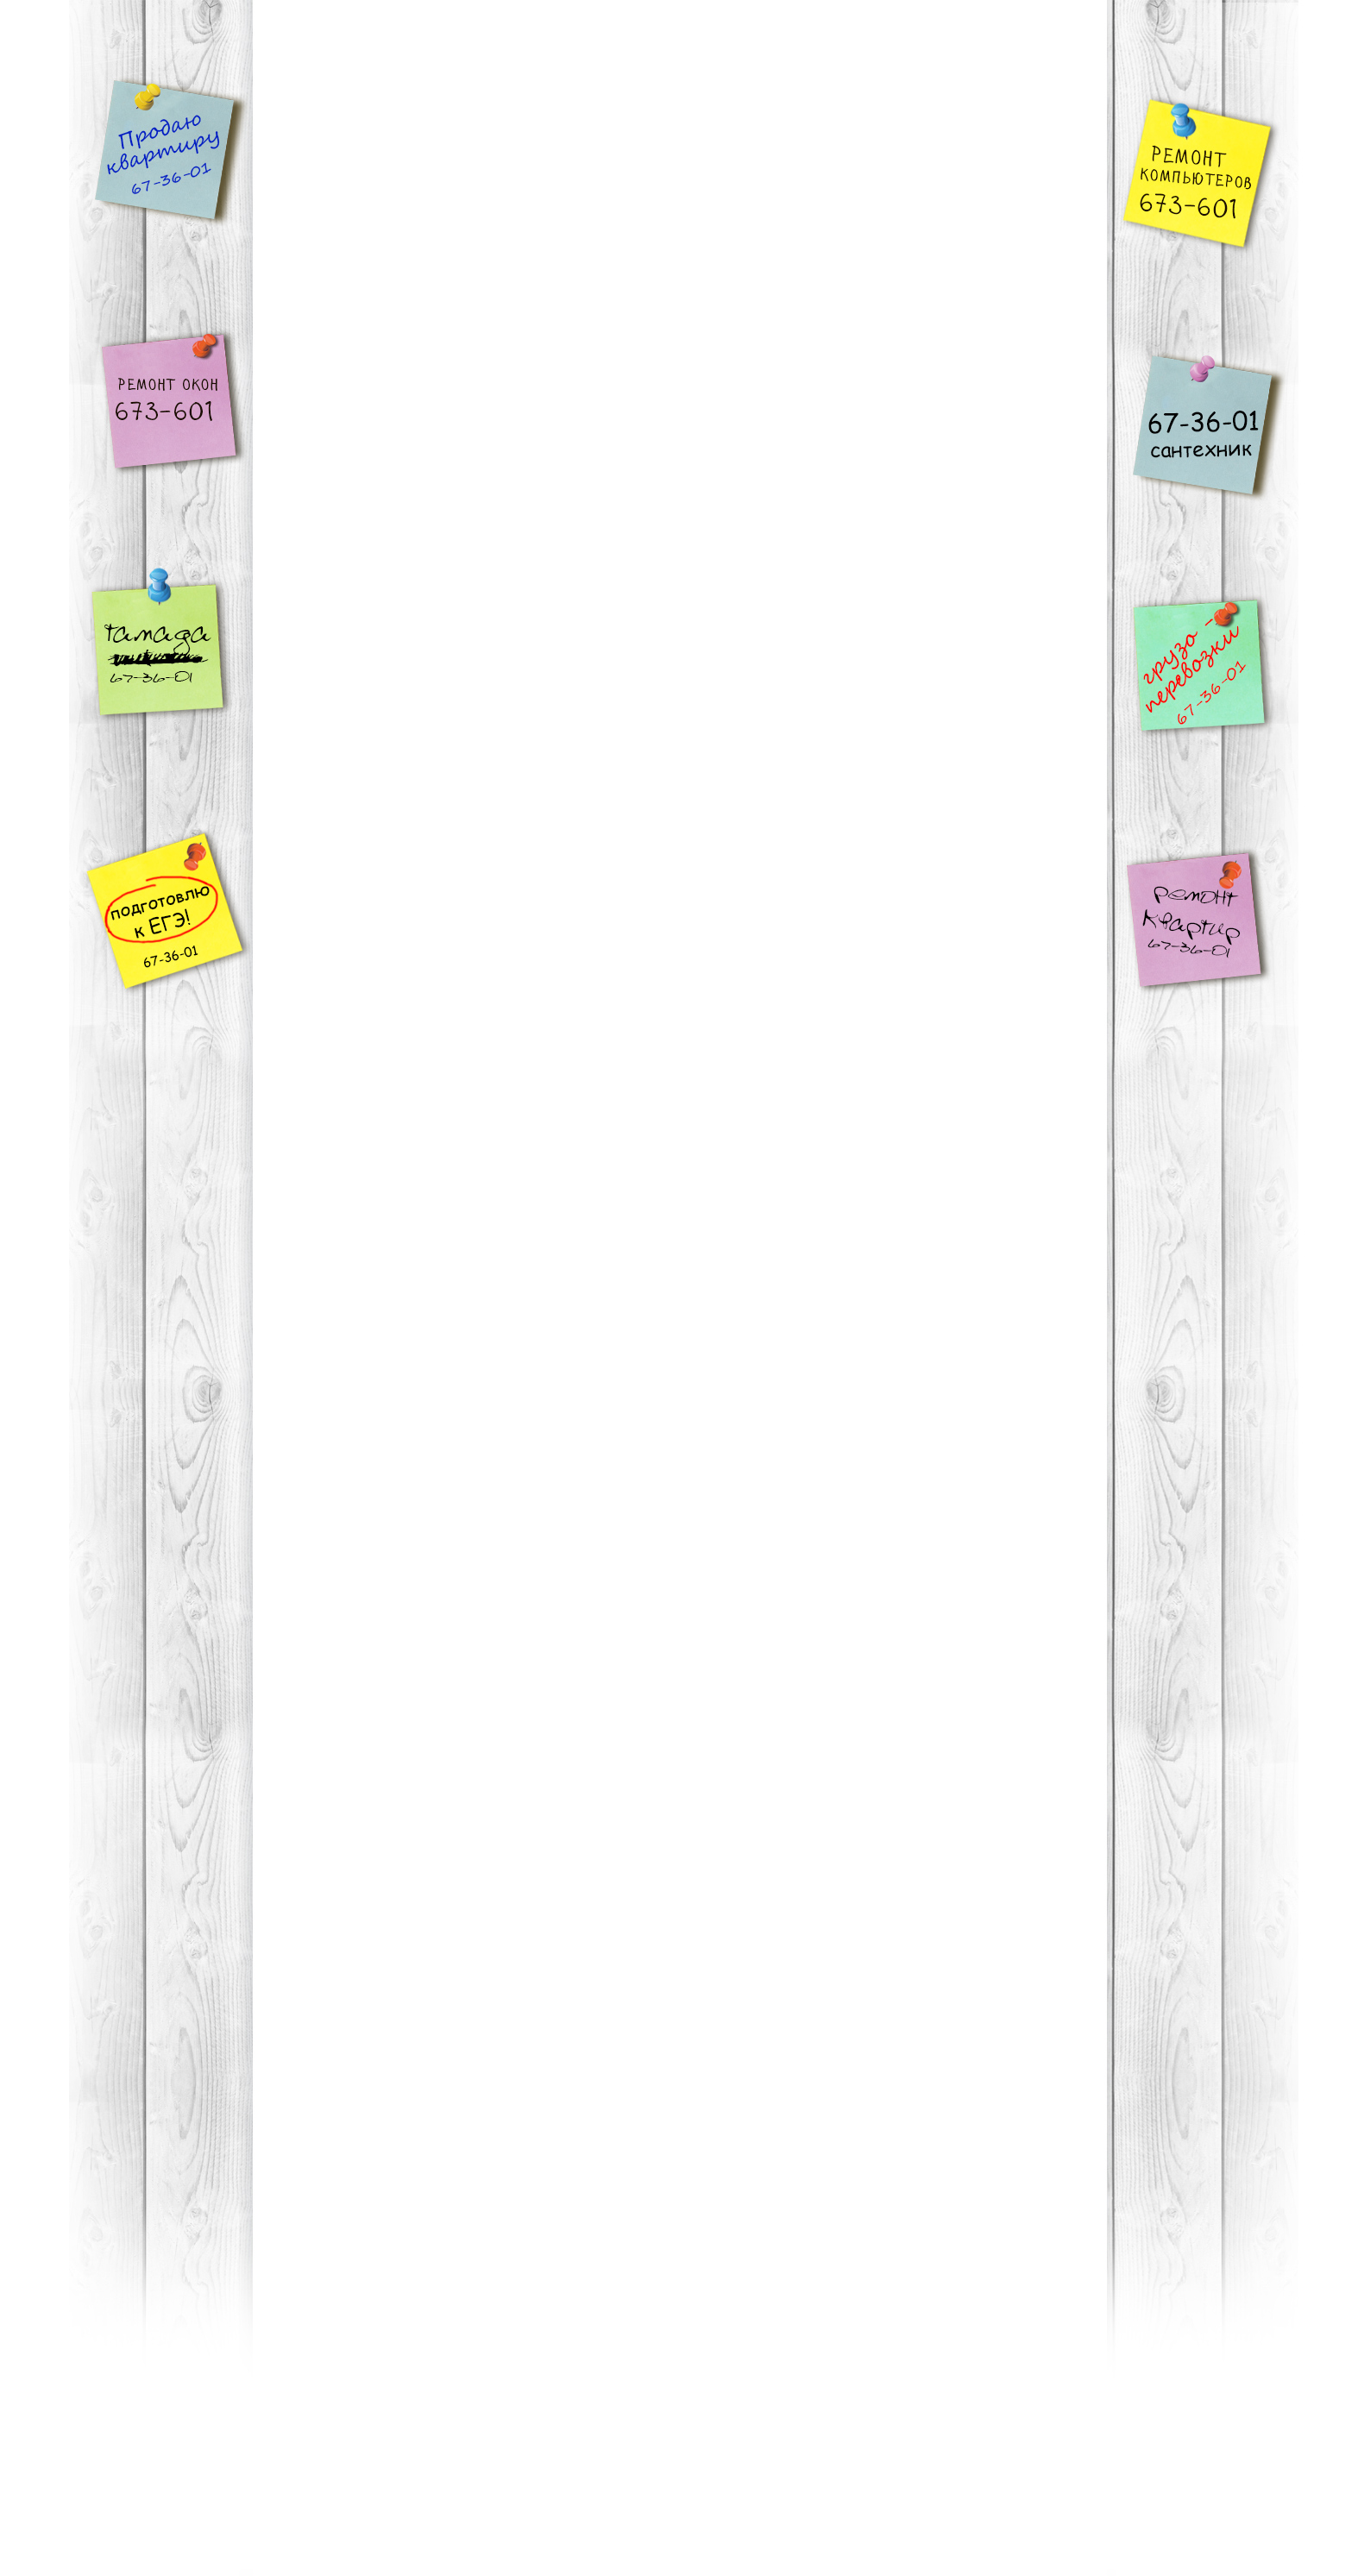 Продаю
квартиру
67-36-01
РЕМОНТ
КОМПЬЮТЕРОВ
673-601
РЕМОНТ ОКОН
673-601
67-36-01
сантехник
тамада
67-36-01
грузо -
перевозки
67-36-01
подготовлю
к ЕГЭ!
67-36-01
ремонт
квартир
67-36-01